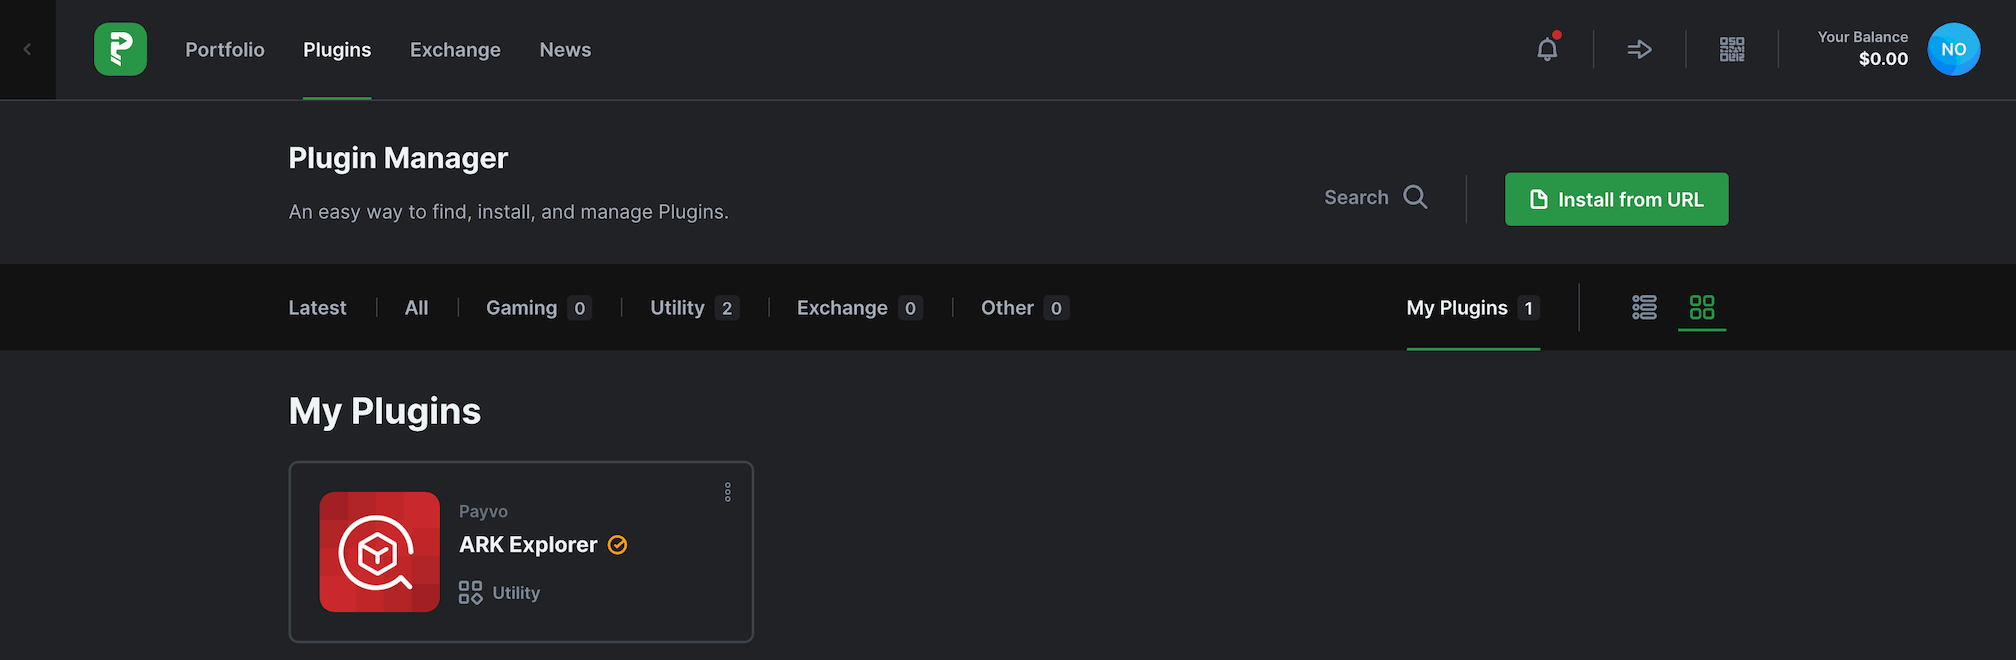 Portfolio Plugins Exchange News
Your Balance
$0.00
NO
Plugin Manager
An easy way to find, install, and manage Plugins.
Search
Install from URL
Latest All Gaming 0 Utility 2 Exchange 0 Other 0 My Plugins 1
My Plugins
Payvo
ARK Explorer
Utility